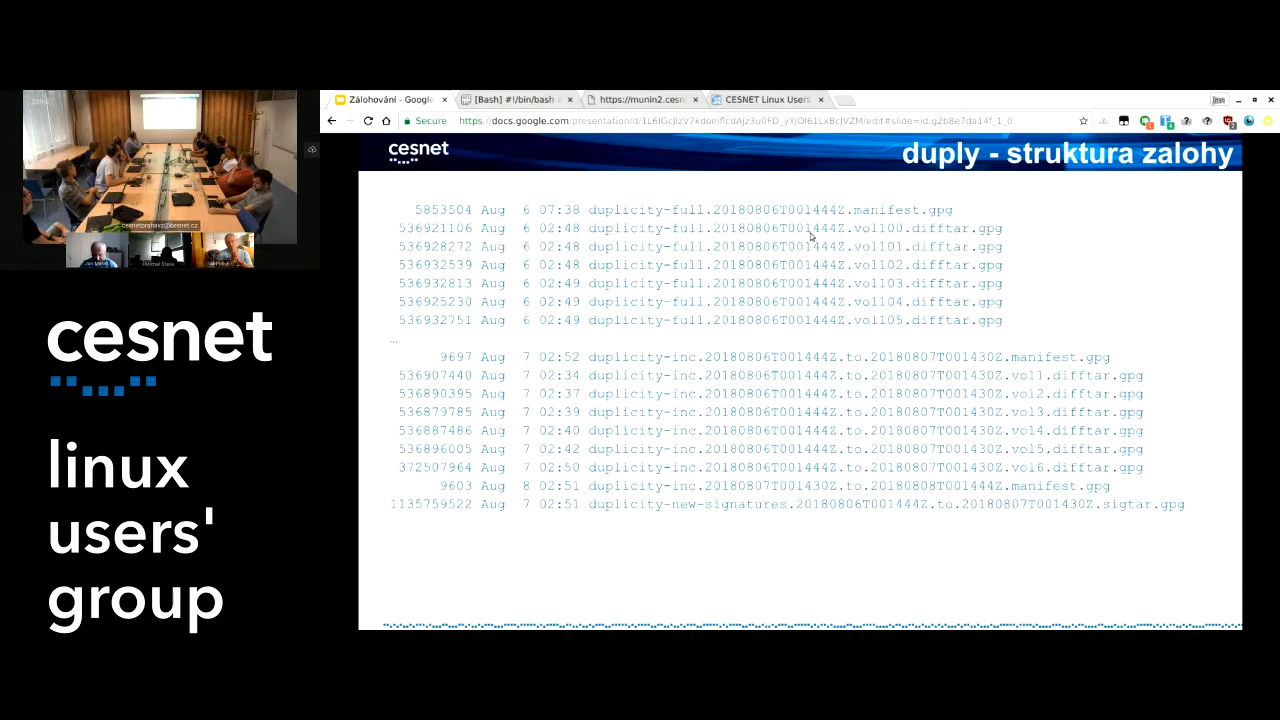 Zálohování - Google
[Bash] #!/bin/bash
https://munin2.cesn
CESNET Linux Users
Secure
cesnet
duply - struktura zalohy
5853504 Aug 6 07:38 duplicity-full.20180806T001444Z.manifest.gpg
536921106 Aug 6 02:48 duplicity-full.20180806T001444Z.vol100.difftar.gpg
536928272 Aug 6 02:48 duplicity-full.20180806T001444Z.vol101.difftar.gpg
536932539 Aug 6 02:48 duplicity-full.20180806T001444Z.vol102.difftar.gpg
536932813 Aug 6 02:49 duplicity-full.20180806T001444Z.vol103.difftar.gpg
536925230 Aug 6 02:49 duplicity-full.20180806T001444Z.vol104.difftar.gpg
536932751 Aug 6 02:49 duplicity-full.20180806T001444Z.vol105.difftar.gpg
…
9697 Aug 7 02:52 duplicity-inc.20180806T001444Z.to.20180807T001430Z.manifest.gpg
536907440 Aug 7 02:34 duplicity-inc.20180806T001444Z.to.20180807T001430Z.vol1.difftar.gpg
536890395 Aug 7 02:37 duplicity-inc.20180806T001444Z.to.20180807T001430Z.vol2.difftar.gpg
536879785 Aug 7 02:39 duplicity-inc.20180806T001444Z.to.20180807T001430Z.vol3.difftar.gpg
536887486 Aug 7 02:40 duplicity-inc.20180806T001444Z.to.20180807T001430Z.vol4.difftar.gpg
536896005 Aug 7 02:42 duplicity-inc.20180806T001444Z.to.20180807T001430Z.vol5.difftar.gpg
372507964 Aug 7 02:50 duplicity-inc.20180806T001444Z.to.20180807T001430Z.vol6.difftar.gpg
9603 Aug 8 02:51 duplicity-inc.20180807T001430Z.to.20180808T001444Z.manifest.gpg
1135759522 Aug 7 02:51 duplicity-new-signatures.20180806T001444Z.to.20180807T001430Z.sigtar.gpg
cesnetprahavz@cesnet.cz
cesnet
linux
users'
group